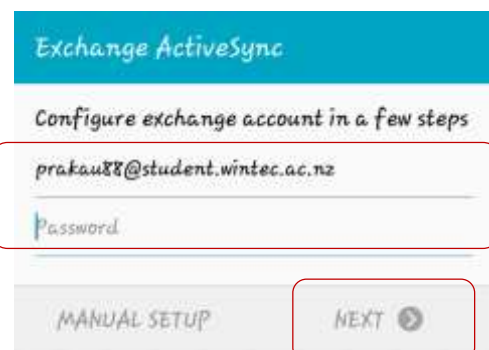 Exchange ActiveSync
Configure exchange account in a few steps
prakau88@student.wintec.ac.nz
Password
MANUAL SETUP NEXT